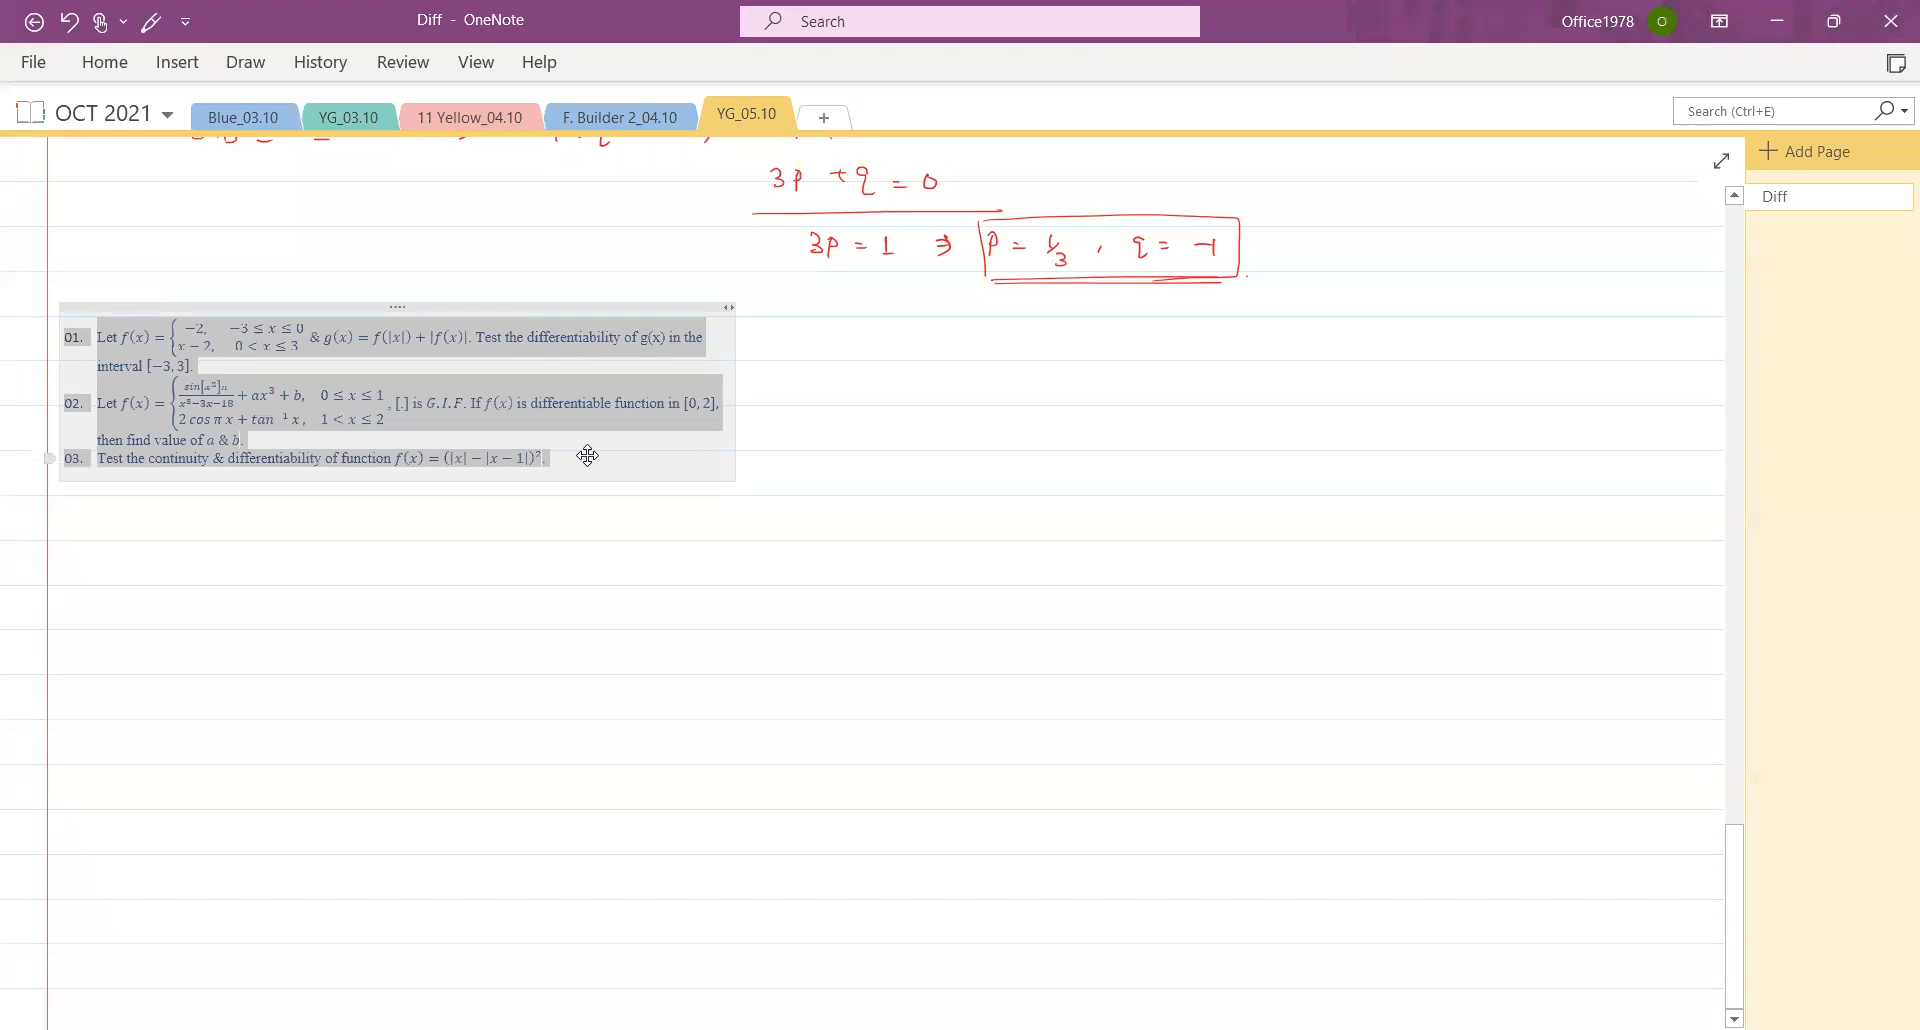 Diff - OneNote
Search
Office1978
O
File Home Insert Draw History Review View Help
OCT 2021
Blue_03.10
YG_03.10
11 Yellow_04.10
F. Builder 2_04.10
YG_05.10
+
Search (Ctrl+E)
Add Page
Diff
3p + q = 0
3p = 1 ⇒ p = 1/3 , q = -1
01. Let f(x) = { −2, −3 ≤ x ≤ 0
x − 2, 0 < x ≤ 3 & g(x) = f(|x|) + |f(x)|. Test the differentiability of g(x) in the
interval [−3, 3].
02. Let f(x) = { sin[x²]π / x²−3x−18 + ax³ + b, 0 ≤ x ≤ 1
2 cos π x + tan⁻¹ x, 1 < x ≤ 2 , [.] is G.I.F. If f(x) is differentiable function in [0, 2],
then find value of a & b.
03. Test the continuity & differentiability of function f(x) = (|x| − |x − 1|)².